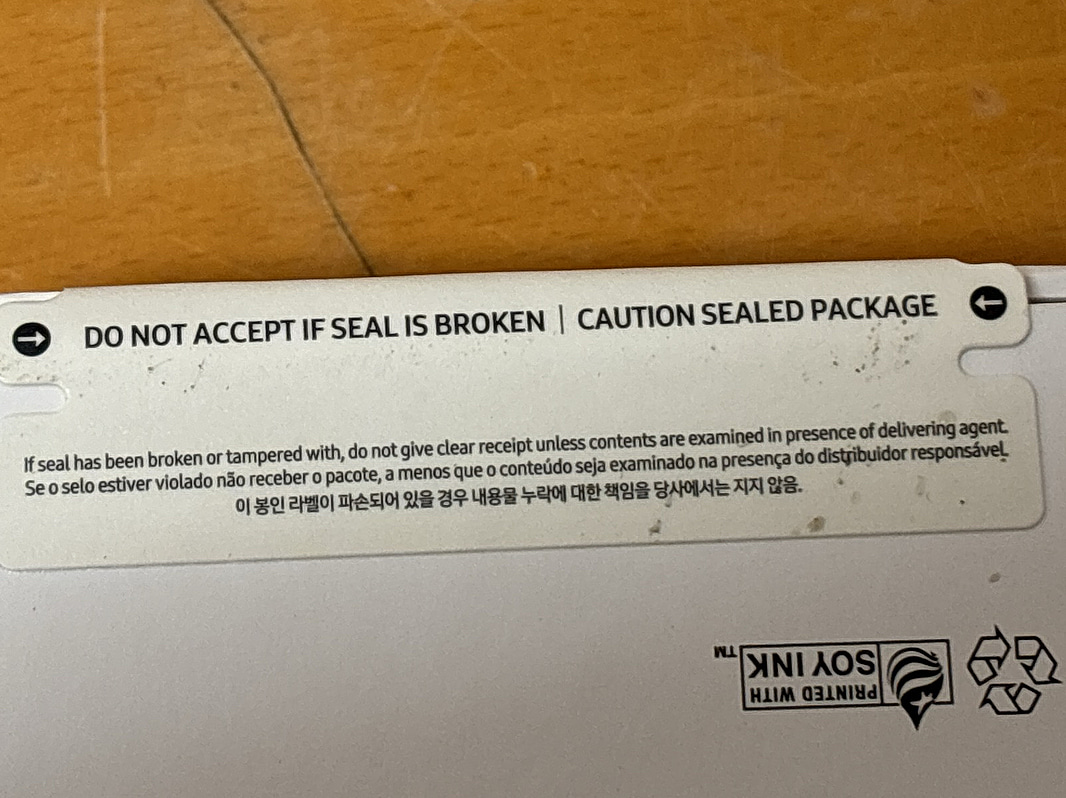 DO NOT ACCEPT IF SEAL IS BROKEN | CAUTION SEALED PACKAGE
If seal has been broken or tampered with, do not give clear receipt unless contents are examined in presence of delivering agent.
Se o selo estiver violado não receber o pacote, a menos que o conteúdo seja examinado na presença do distribuidor responsável.
이 봉인 라벨이 파손되어 있을 경우 내용물 누락에 대한 책임을 당사에서는 지지 않음.
PRINTED WITH
SOY INK TM